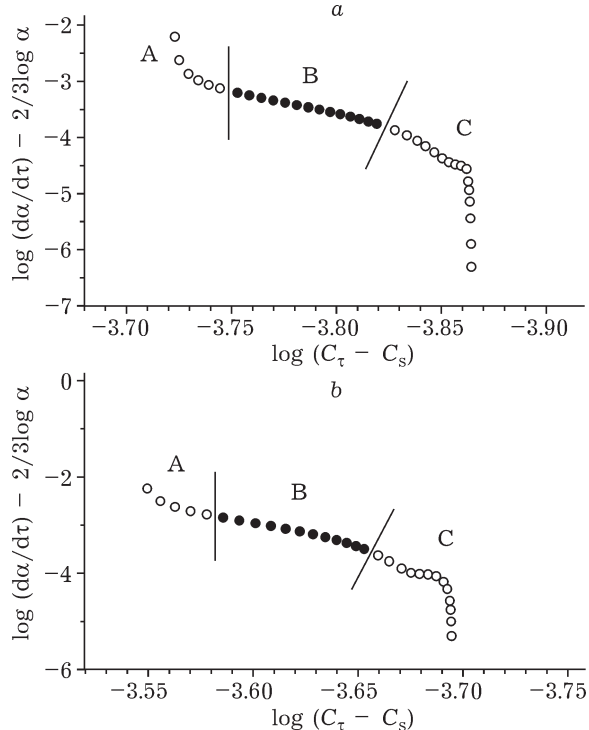 a
−2
−3
−4
−5
−6
−7
log (dα/dτ) − 2/3log α
A
B
C
−3.70
−3.75
−3.80
−3.85
−3.90
log (Cτ − Cs)
b
0
−2
−4
−6
log (dα/dτ) − 2/3log α
A
B
C
−3.55
−3.60
−3.65
−3.70
−3.75
log (Cτ − Cs)